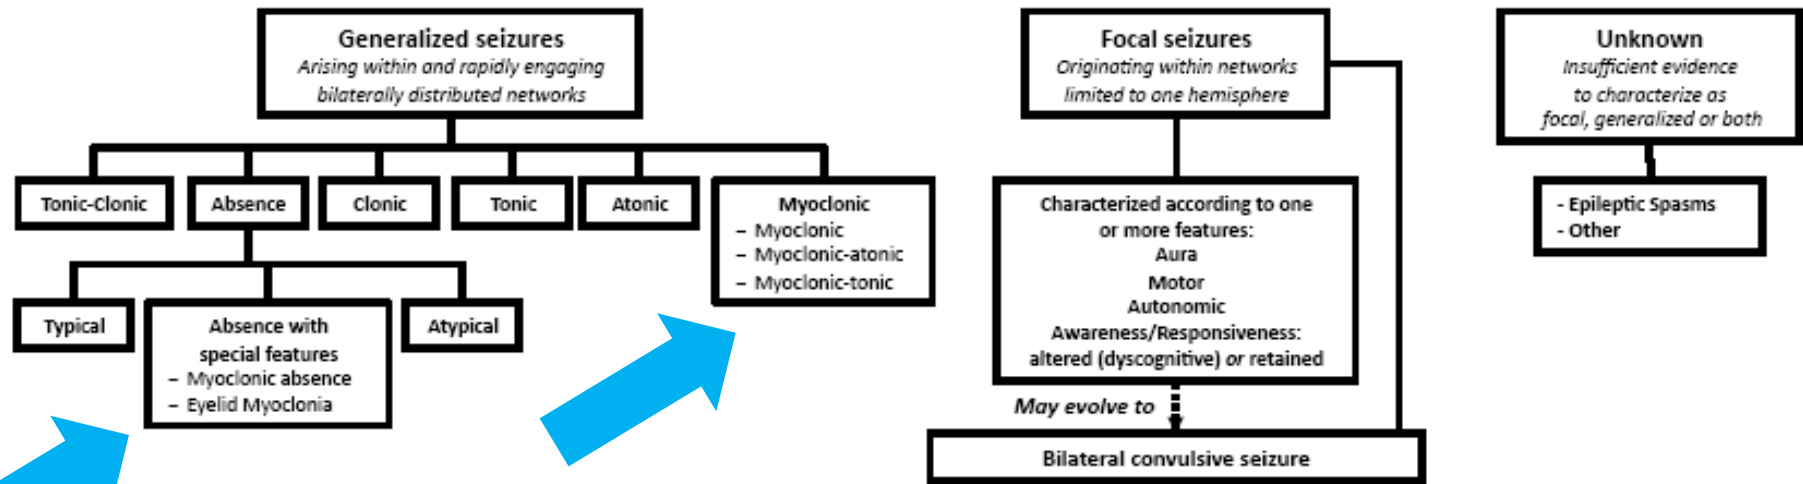 Generalized seizures
Arising within and rapidly engaging
bilaterally distributed networks
Tonic-Clonic
Absence
Clonic
Tonic
Atonic
Myoclonic
– Myoclonic
– Myoclonic-atonic
– Myoclonic-tonic
Typical
Absence with
special features
– Myoclonic absence
– Eyelid Myoclonia
Atypical
Focal seizures
Originating within networks
limited to one hemisphere
Characterized according to one
or more features:
Aura
Motor
Autonomic
Awareness/Responsiveness:
altered (dyscognitive) or retained
May evolve to
Bilateral convulsive seizure
Unknown
Insufficient evidence
to characterize as
focal, generalized or both
- Epileptic Spasms
- Other